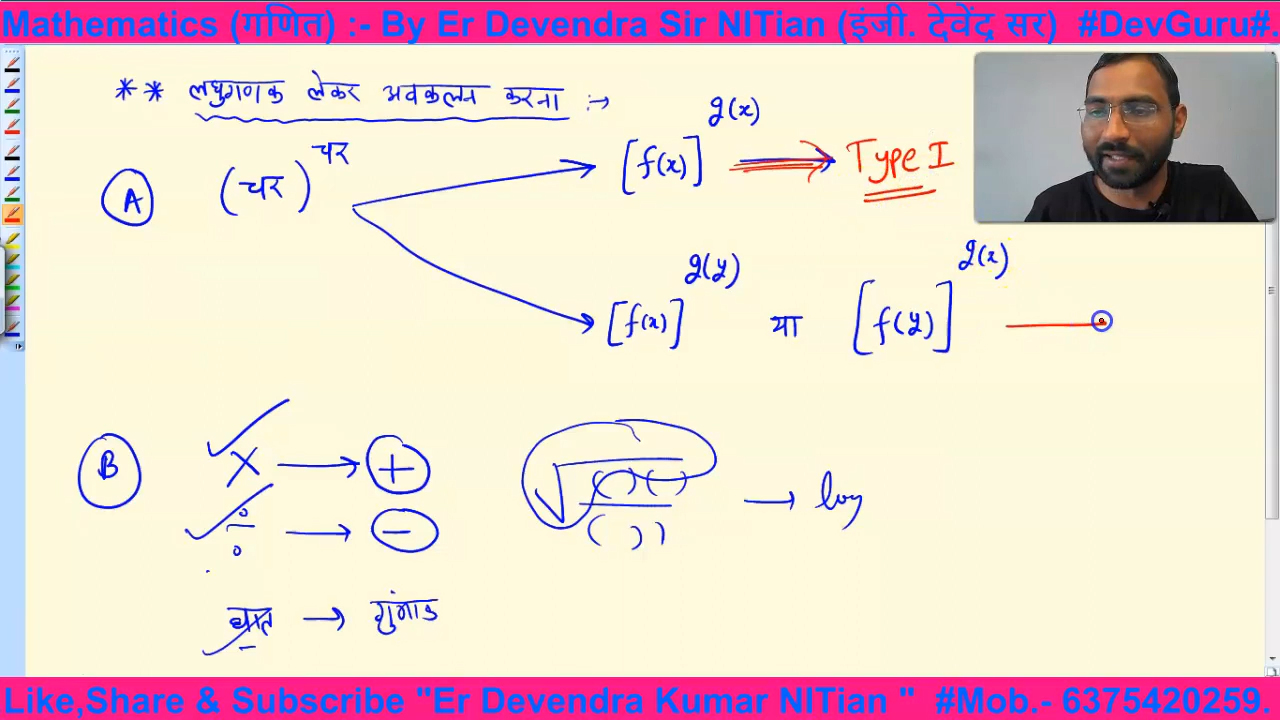 Mathematics (गणित) :- By Er Devendra Sir NITian (इंजी. देवेंद्र सर) #DevGuru#.
** लघुगणक लेकर अवकलन करना :→
A (चर)^चर [f(x)]^g(x) ⟹ Type I
[f(x)]^g(y) या [f(y)]^g(x)
B × → + √( )( ) / ( )) → log
÷ → −
घात → गुंणाक
Like,Share & Subscribe "Er Devendra Kumar NITian " #Mob.- 6375420259.